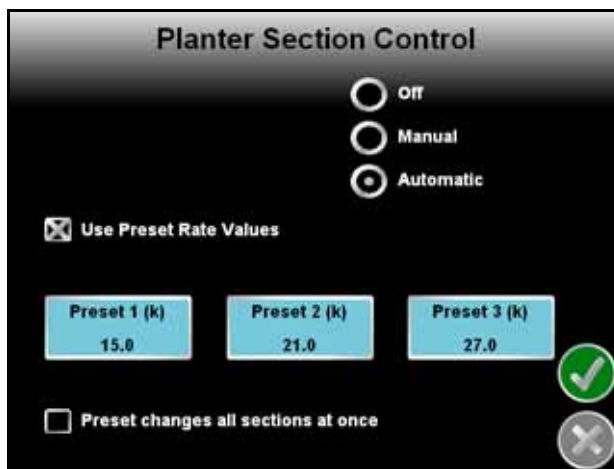 Planter Section Control
Off
Manual
Automatic
Use Preset Rate Values
Preset 1 (k)
15.0
Preset 2 (k)
21.0
Preset 3 (k)
27.0
Preset changes all sections at once